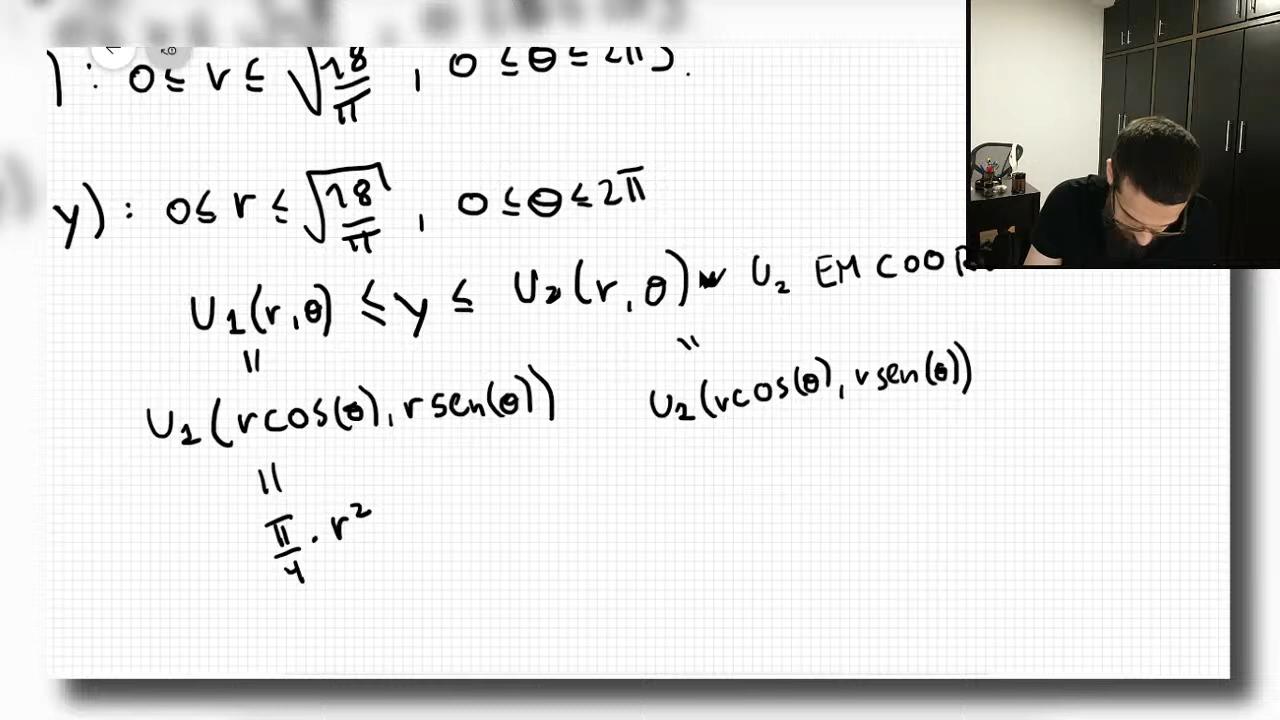 ) : 0 ≤ r ≤ √(18/π) , 0 ≤ θ ≤ 2π } .
y) : 0 ≤ r ≤ √(18/π) , 0 ≤ θ ≤ 2π
U1(r,θ) ≤ y ≤ U2(r,θ) U2 EM COOR
= =
U1(rcos(θ), rsen(θ)) U2(rcos(θ), rsen(θ))
=
π/4 · r²